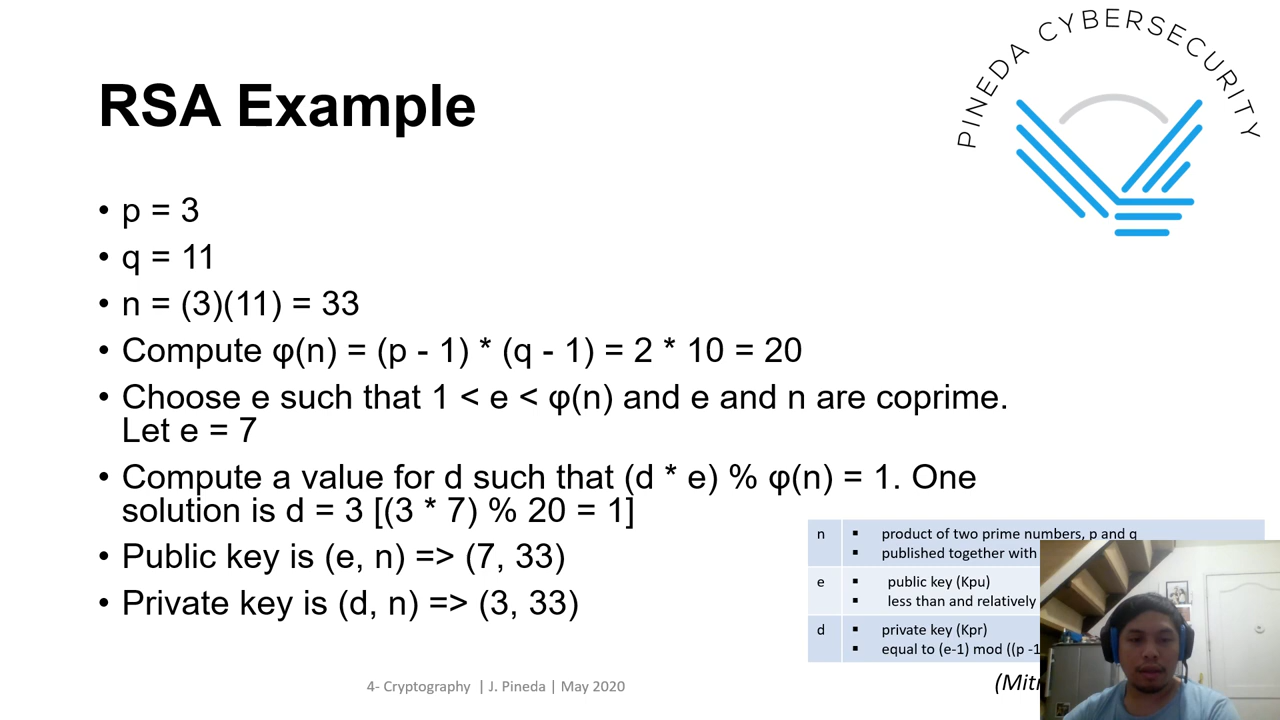 PINEDA CYBERSECURITY
RSA Example
• p = 3
• q = 11
• n = (3)(11) = 33
• Compute φ(n) = (p - 1) * (q - 1) = 2 * 10 = 20
• Choose e such that 1 < e < φ(n) and e and n are coprime.
Let e = 7
• Compute a value for d such that (d * e) % φ(n) = 1. One
solution is d = 3 [(3 * 7) % 20 = 1]
• Public key is (e, n) => (7, 33)
• Private key is (d, n) => (3, 33)
n ▪ product of two prime numbers, p and q
▪ published together with
e ▪ public key (Kpu)
▪ less than and relatively
d ▪ private key (Kpr)
▪ equal to (e-1) mod ((p -1
4- Cryptography | J. Pineda | May 2020